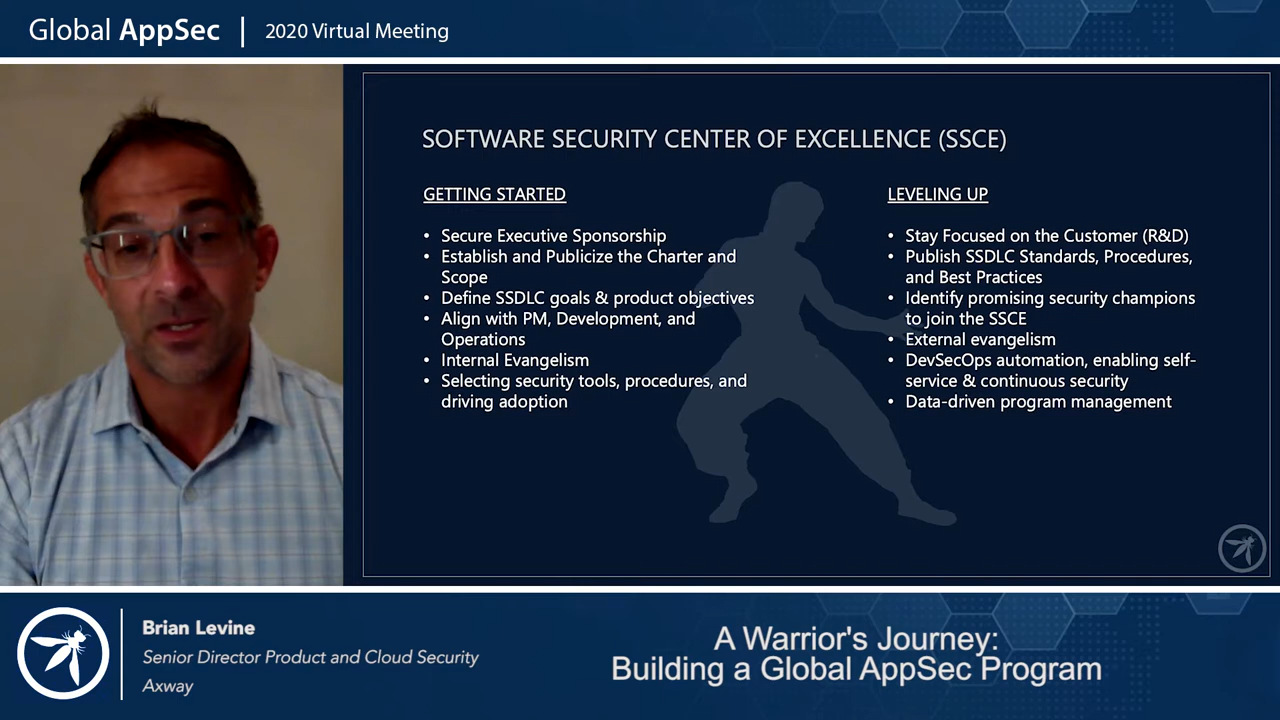 Global AppSec | 2020 Virtual Meeting
SOFTWARE SECURITY CENTER OF EXCELLENCE (SSCE)
GETTING STARTED
• Secure Executive Sponsorship
• Establish and Publicize the Charter and
Scope
• Define SSDLC goals & product objectives
• Align with PM, Development, and
Operations
• Internal Evangelism
• Selecting security tools, procedures, and
driving adoption
LEVELING UP
• Stay Focused on the Customer (R&D)
• Publish SSDLC Standards, Procedures,
and Best Practices
• Identify promising security champions
to join the SSCE
• External evangelism
• DevSecOps automation, enabling self-
service & continuous security
• Data-driven program management
Brian Levine
Senior Director Product and Cloud Security
Axway
A Warrior's Journey:
Building a Global AppSec Program